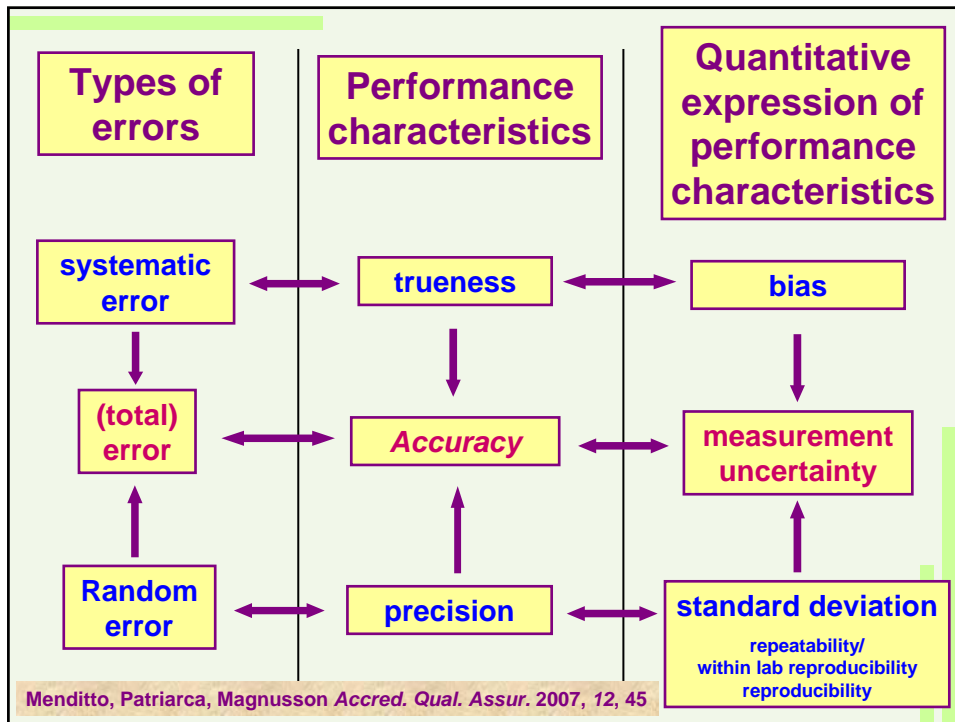 Types of
errors
Performance
characteristics
Quantitative
expression of
performance
characteristics
systematic
error
trueness
bias
(total)
error
Accuracy
measurement
uncertainty
Random
error
precision
standard deviation
repeatability/
within lab reproducibility
reproducibility
Menditto, Patriarca, Magnusson Accred. Qual. Assur. 2007, 12, 45